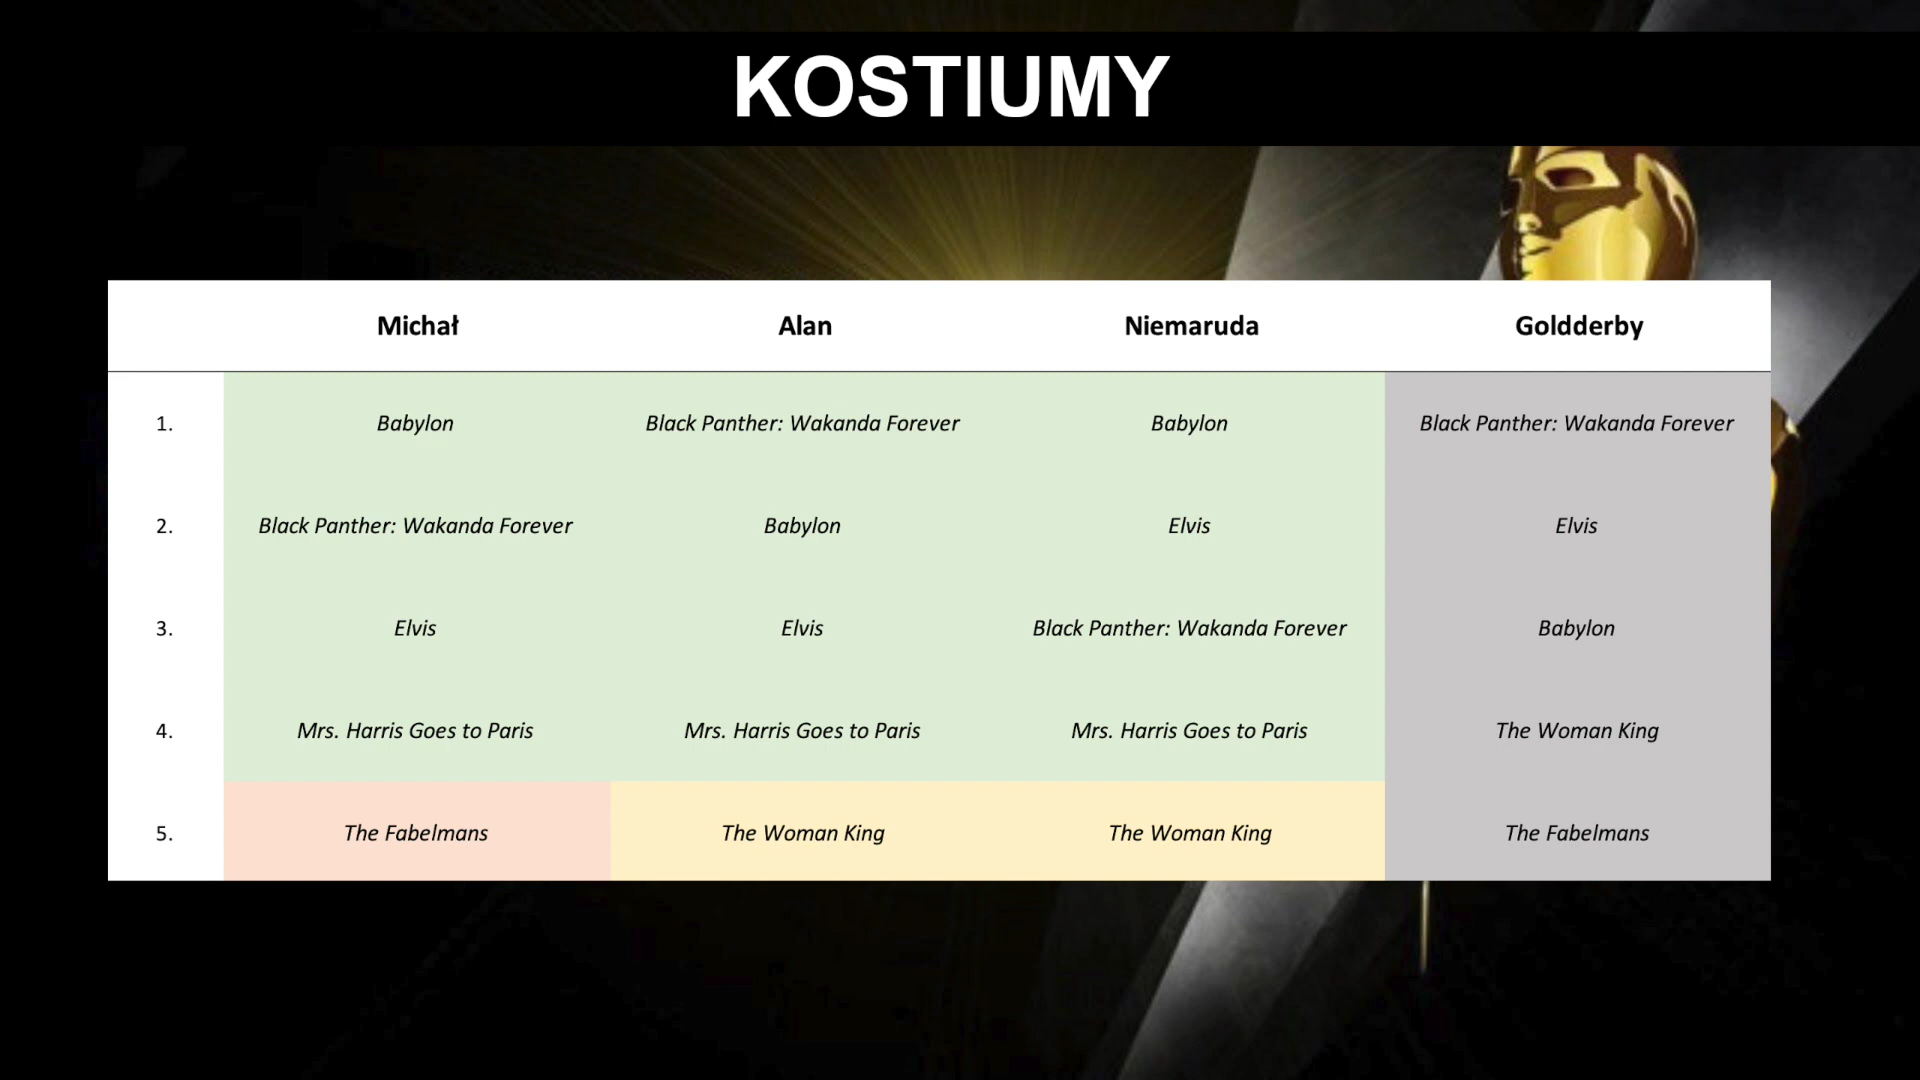 KOSTIUMY
Michał Alan Niemaruda Goldderby
1. Babylon Black Panther: Wakanda Forever Babylon Black Panther: Wakanda Forever
2. Black Panther: Wakanda Forever Babylon Elvis Elvis
3. Elvis Elvis Black Panther: Wakanda Forever Babylon
4. Mrs. Harris Goes to Paris Mrs. Harris Goes to Paris Mrs. Harris Goes to Paris The Woman King
5. The Fabelmans The Woman King The Woman King The Fabelmans